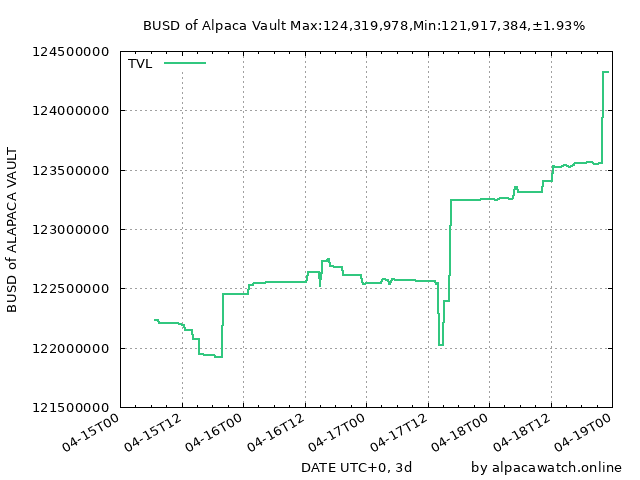 BUSD of Alpaca Vault Max:124,319,978,Min:121,917,384,±1.93%
TVL
124500000
124000000
123500000
123000000
122500000
122000000
121500000
BUSD of ALAPACA VAULT
04-15T00
04-15T12
04-16T00
04-16T12
04-17T00
04-17T12
04-18T00
04-18T12
04-19T00
DATE UTC+0, 3d
by alpacawatch.online